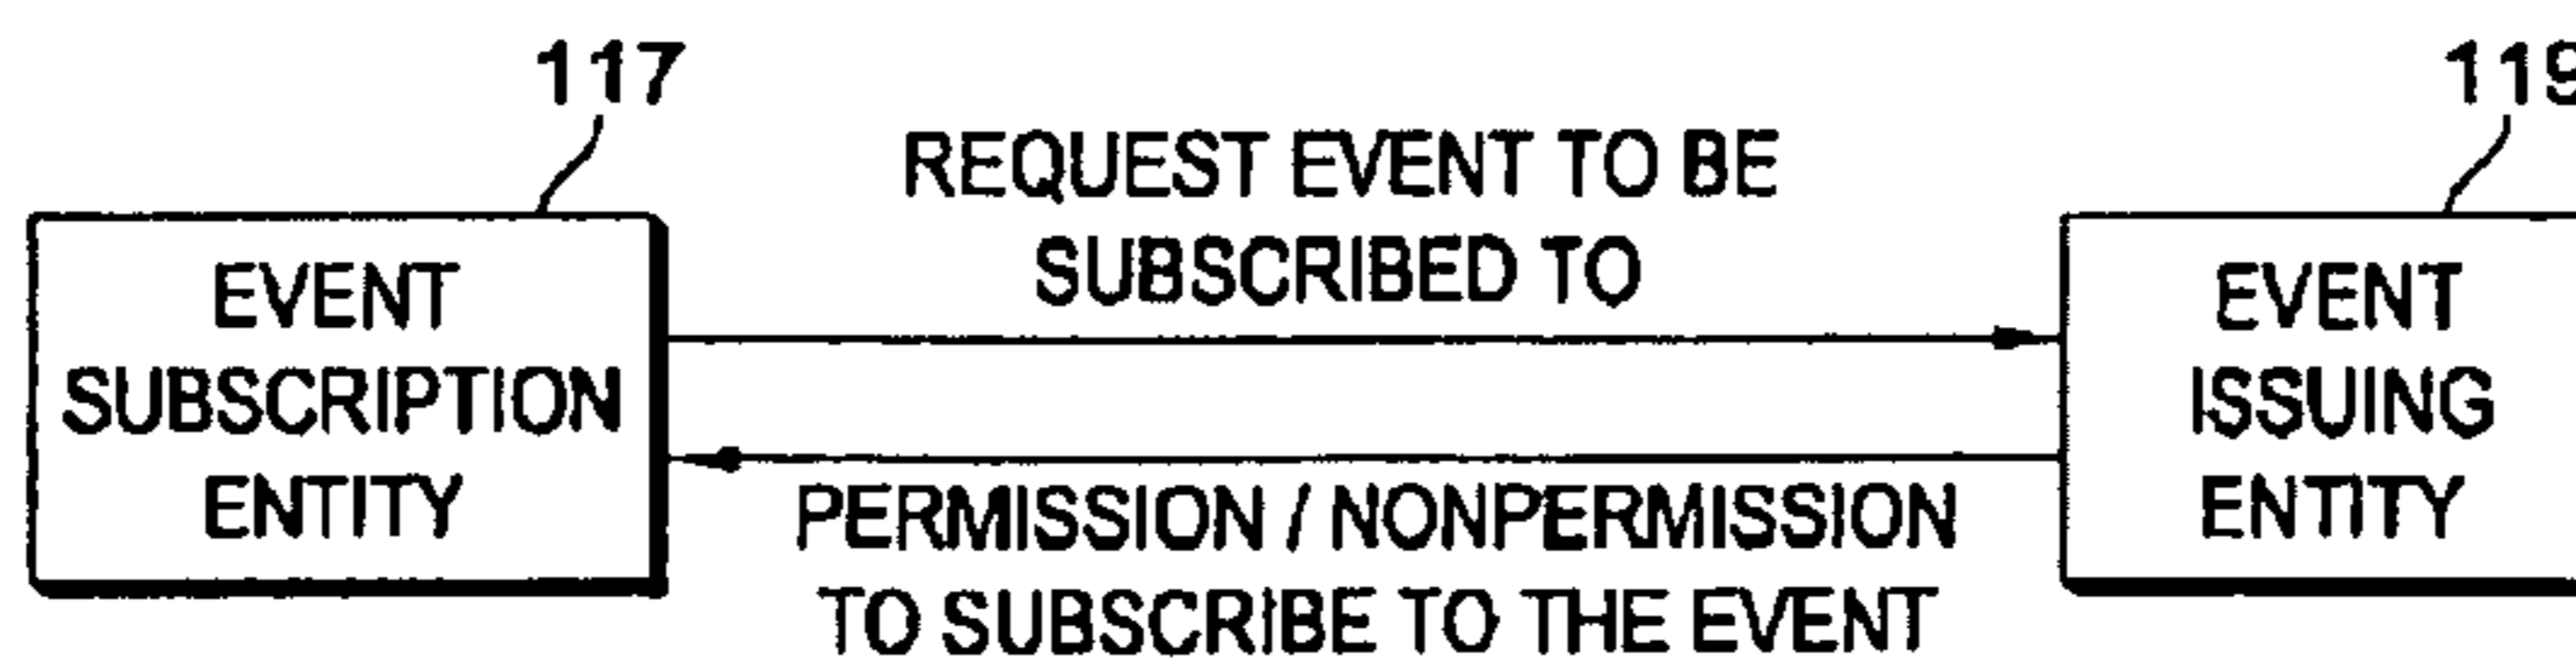 117
119
REQUEST EVENT TO BE
SUBSCRIBED TO
EVENT
SUBSCRIPTION
ENTITY
EVENT
ISSUING
ENTITY
PERMISSION / NONPERMISSION
TO SUBSCRIBE TO THE EVENT